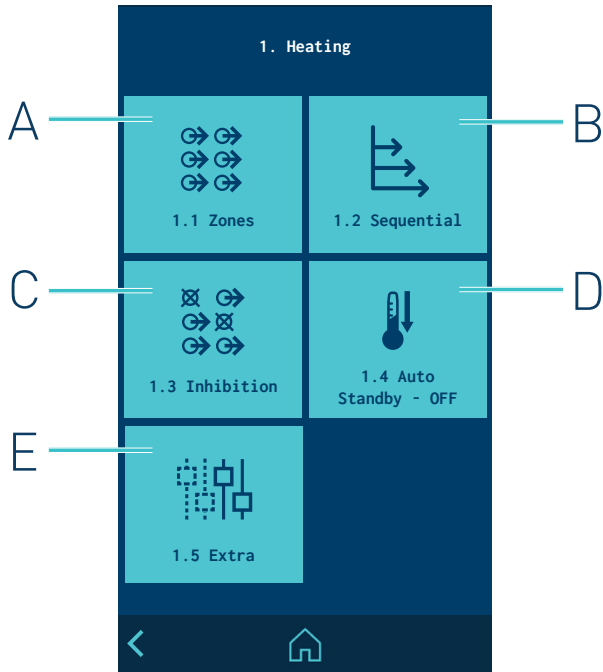 1. Heating
A
B
1.1 Zones
1.2 Sequential
C
D
1.3 Inhibition
1.4 Auto
Standby - OFF
E
1.5 Extra